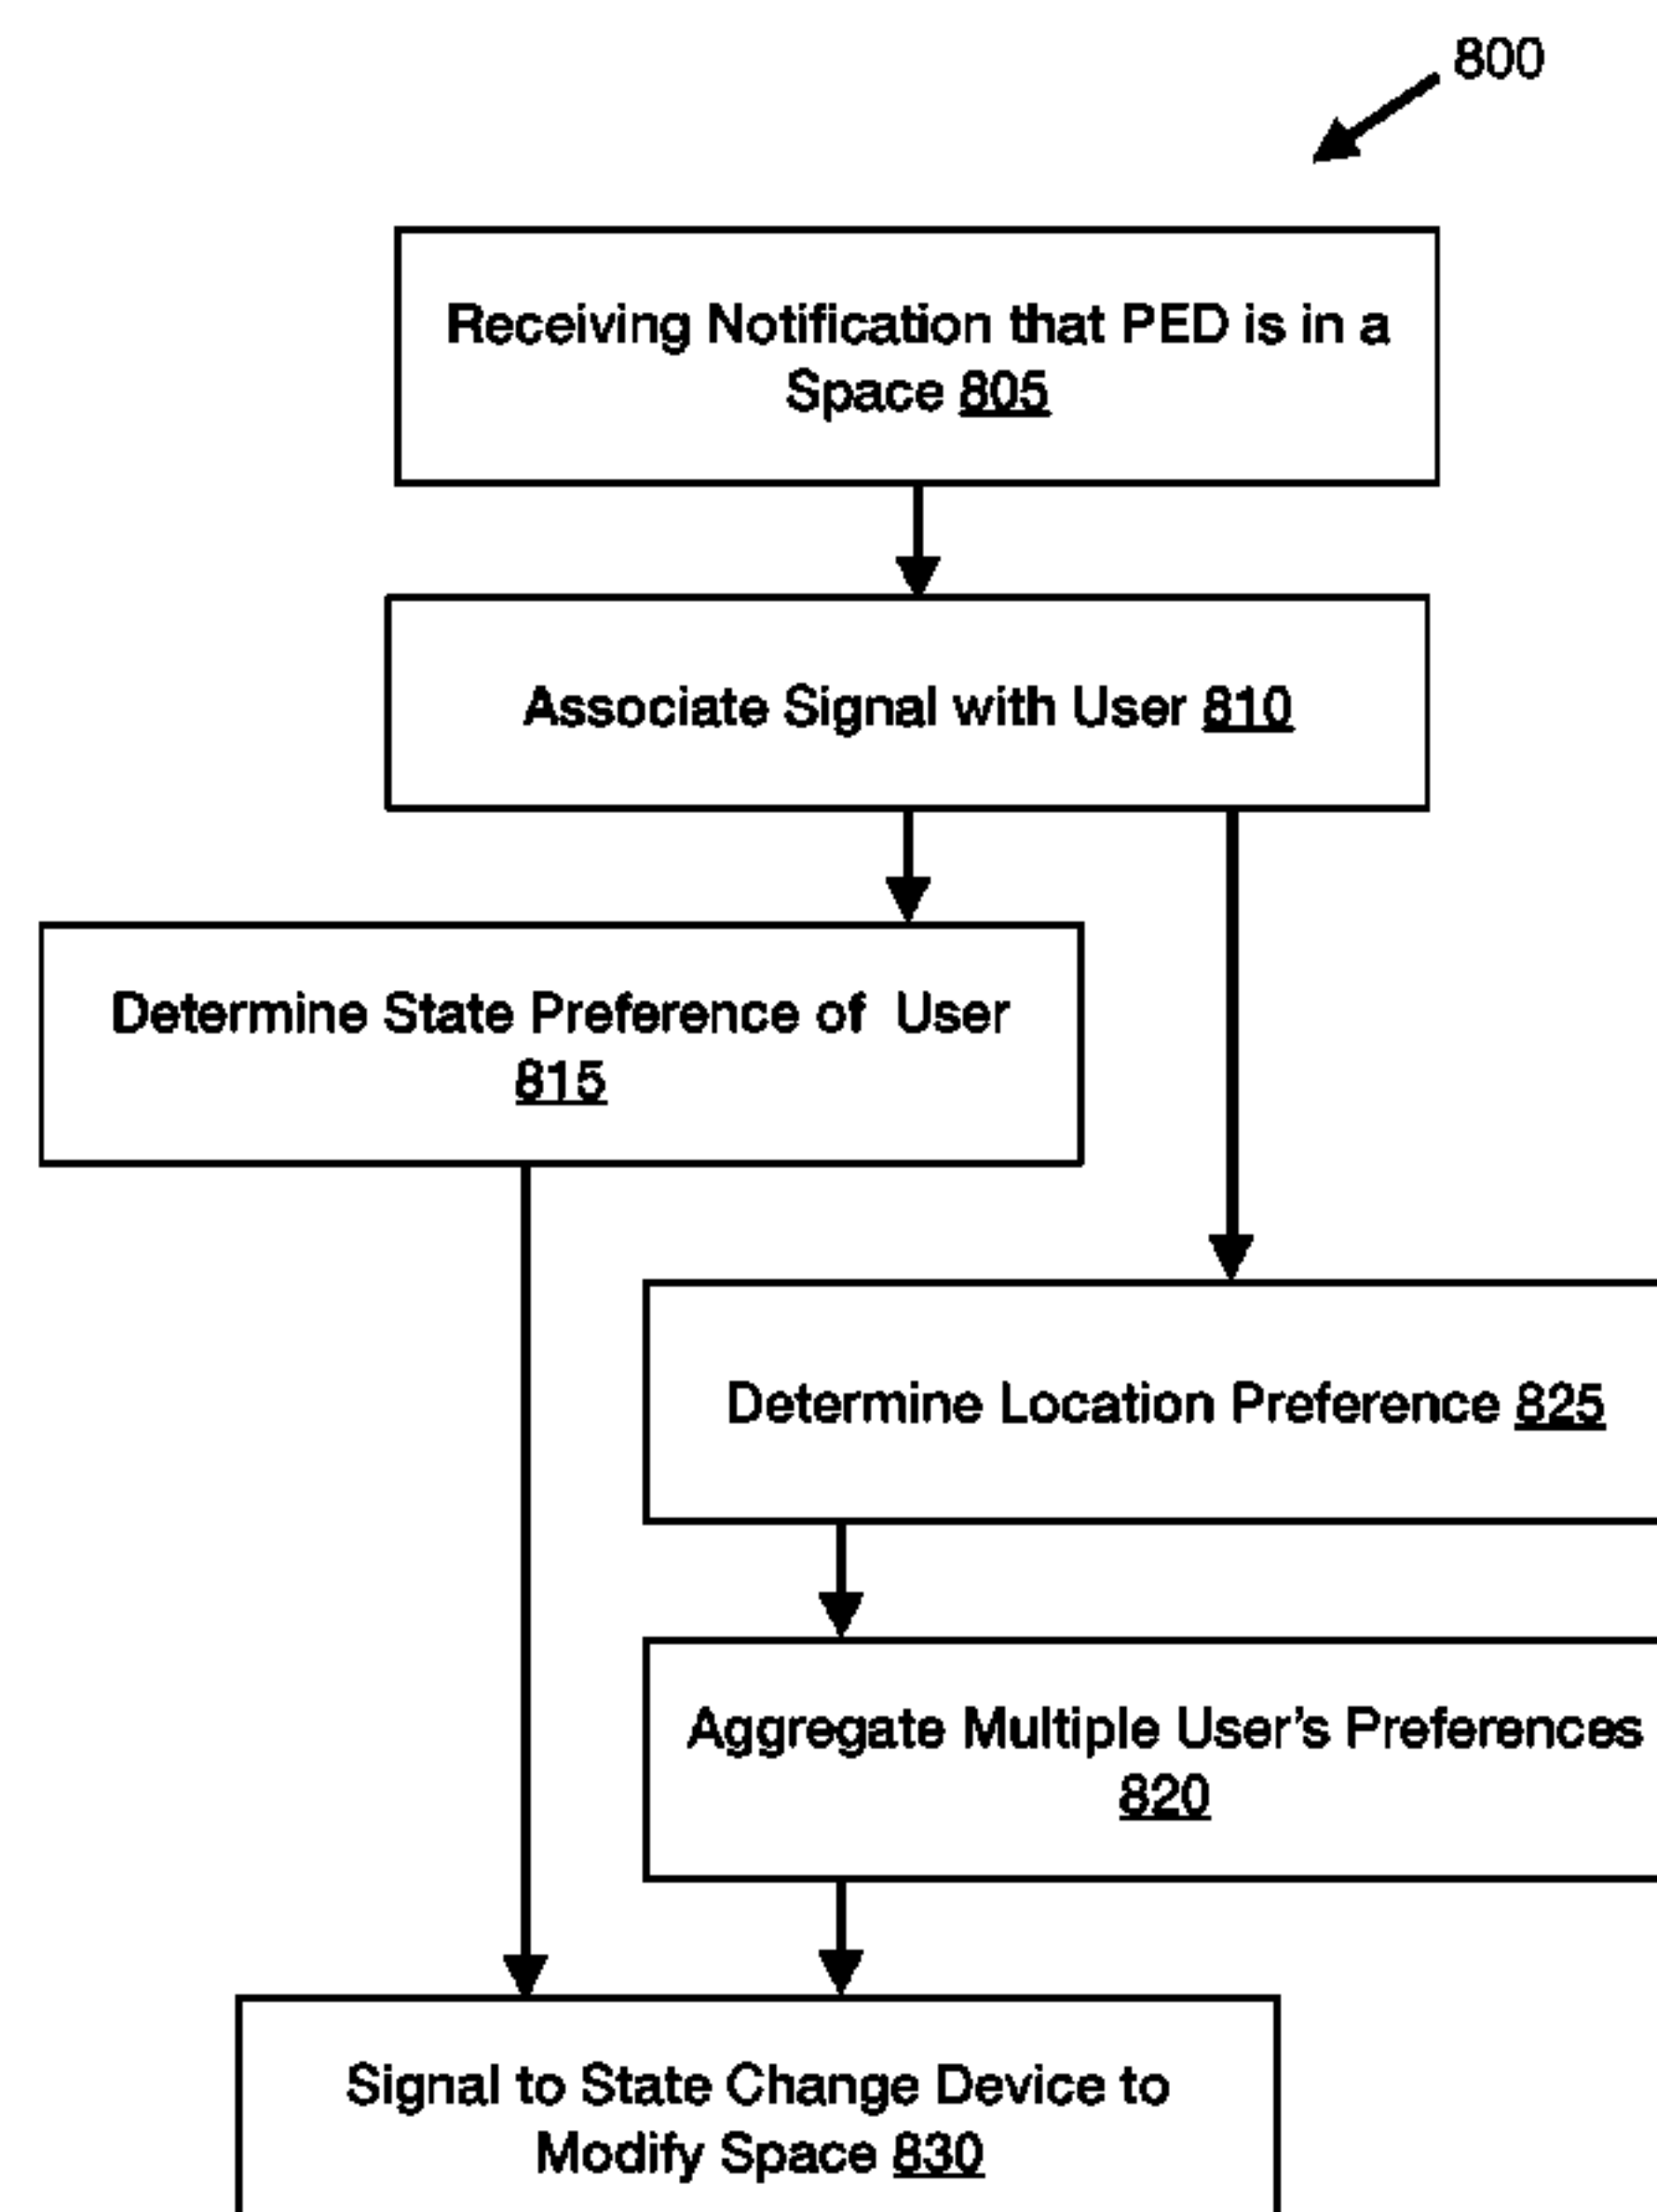 800
Receiving Notification that PED is in a
Space 805
Associate Signal with User 810
Determine State Preference of User
815
Determine Location Preference 825
Aggregate Multiple User’s Preferences
820
Signal to State Change Device to
Modify Space 830